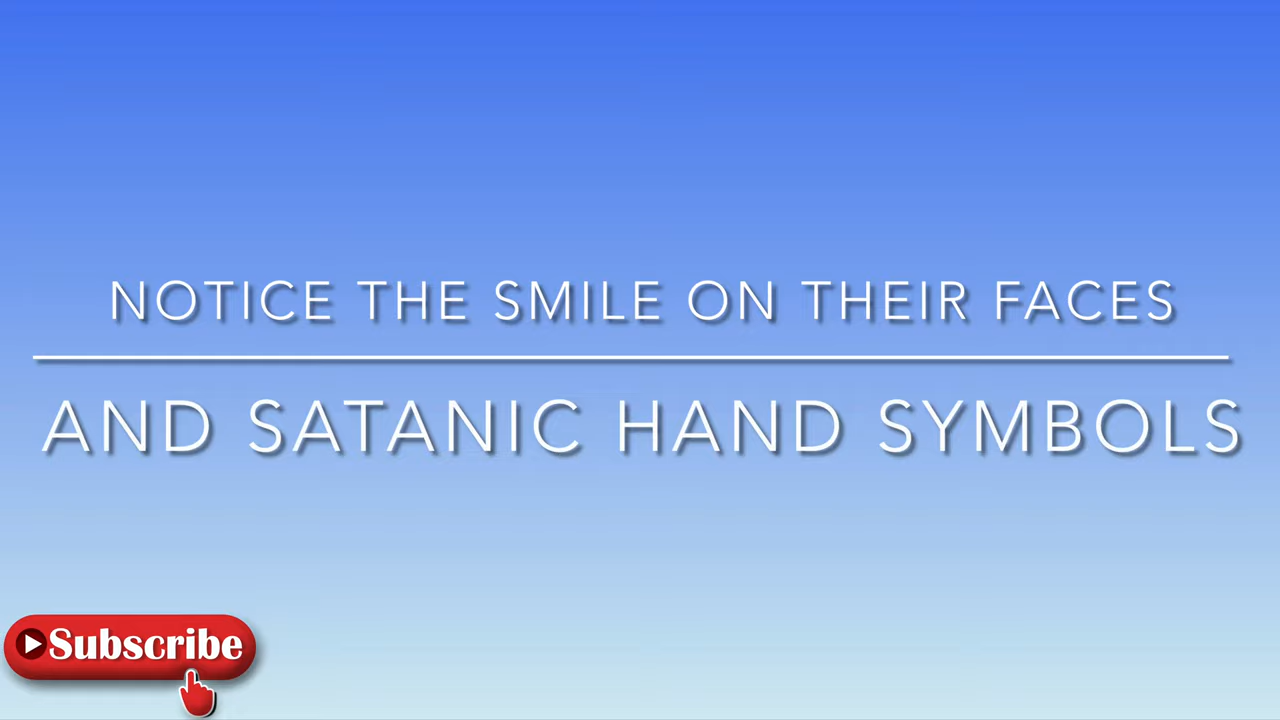 NOTICE THE SMILE ON THEIR FACES
AND SATANIC HAND SYMBOLS
Subscribe